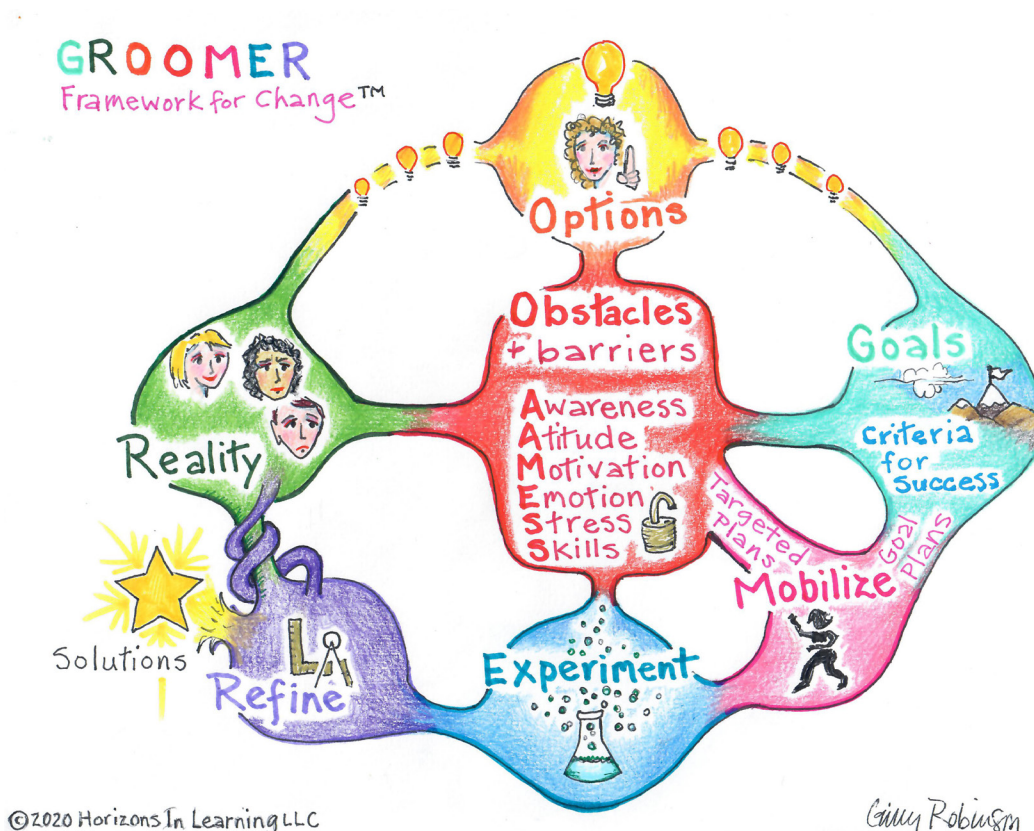 GROOMER
Framework for Change™
Options
Obstacles
+ barriers
Awareness
Atitude
Motivation
Emotion
Stress
Skills
Goals
Criteria
for
Success
Reality
Targeted
Plans
Goal
Plans
Mobilize
Solutions
Refine
Experiment
©2020 Horizons In Learning LLC
Ginny Robinson